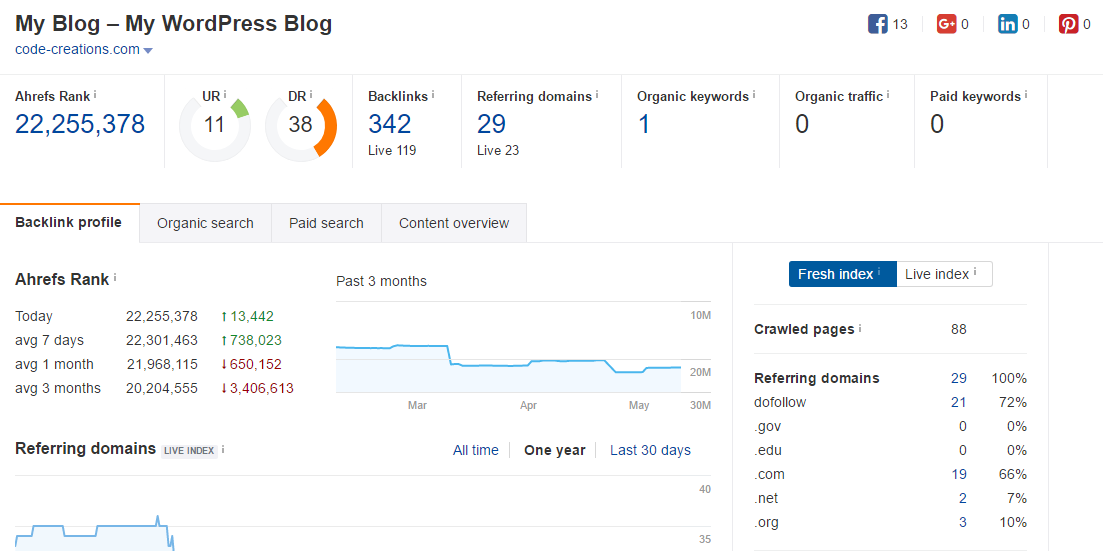 My Blog – My WordPress Blog
13 0 0 0
code-creations.com
Ahrefs Rank i UR i DR i Backlinks i Referring domains i Organic keywords i Organic traffic i Paid keywords i
22,255,378 11 38 342 29 1 0 0
Live 119 Live 23
Backlink profile Organic search Paid search Content overview
Ahrefs Rank i
Today 22,255,378 ↑13,442
avg 7 days 22,301,463 ↑738,023
avg 1 month 21,968,115 ↓650,152
avg 3 months 20,204,555 ↓3,406,613
Past 3 months
10M
20M
30M
Mar Apr May
Referring domains LIVE INDEX i All time One year Last 30 days
40
35
Fresh index i Live index i
Crawled pages i 88
Referring domains 29 100%
dofollow 21 72%
.gov 0 0%
.edu 0 0%
.com 19 66%
.net 2 7%
.org 3 10%